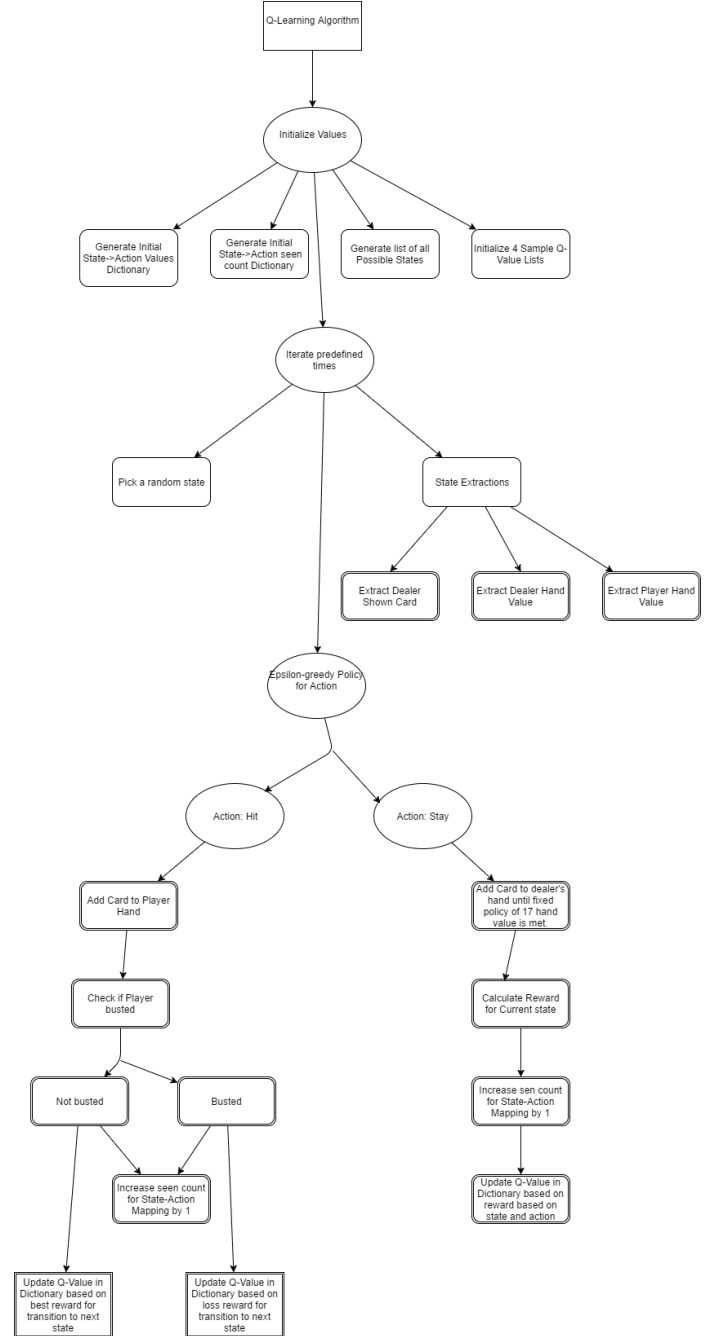 Q-Learning Algorithm
Initialize Values
Generate Initial
State->Action Values
Dictionary
Generate Initial
State->Action seen
count Dictionary
Generate list of all
Possible States
Initialize 4 Sample Q-
Value Lists
Iterate predefined
times
Pick a random state
State Extractions
Extract Dealer
Shown Card
Extract Dealer Hand
Value
Extract Player Hand
Value
Epsilon-greedy Policy
for Action
Action: Hit
Action: Stay
Add Card to Player
Hand
Add Card to dealer's
hand until fixed
policy of 17 hand
value is met.
Check if Player
busted
Calculate Reward
for Current state
Not busted
Busted
Increase sen count
for State-Action
Mapping by 1
Increase seen count
for State-Action
Mapping by 1
Update Q-Value in
Dictionary based on
reward based on
state and action
Update Q-Value in
Dictionary based on
best reward for
transition to next
state
Update Q-Value in
Dictionary based on
loss reward for
transition to next
state